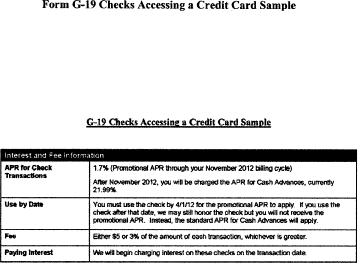 Form G-19 Checks Accessing a Credit Card Sample
G-19 Checks Accessing a Credit Card Sample
Interest and Fee Information
APR for Check
Transactions
1.7% (Promotional APR through your November 2012 billing cycle)
After November 2012, you will be charged the APR for Cash Advances, currently
21.99%.
Use by Date
You must use the check by 4/1/12 for the promotional APR to apply. If you use the
check after that date, we may still honor the check but you will not receive the
promotional APR. Instead, the standard APR for Cash Advances will apply.
Fee
Either $5 or 3% of the amount of each transaction, whichever is greater.
Paying Interest
We will begin charging interest on these checks on the transaction date.